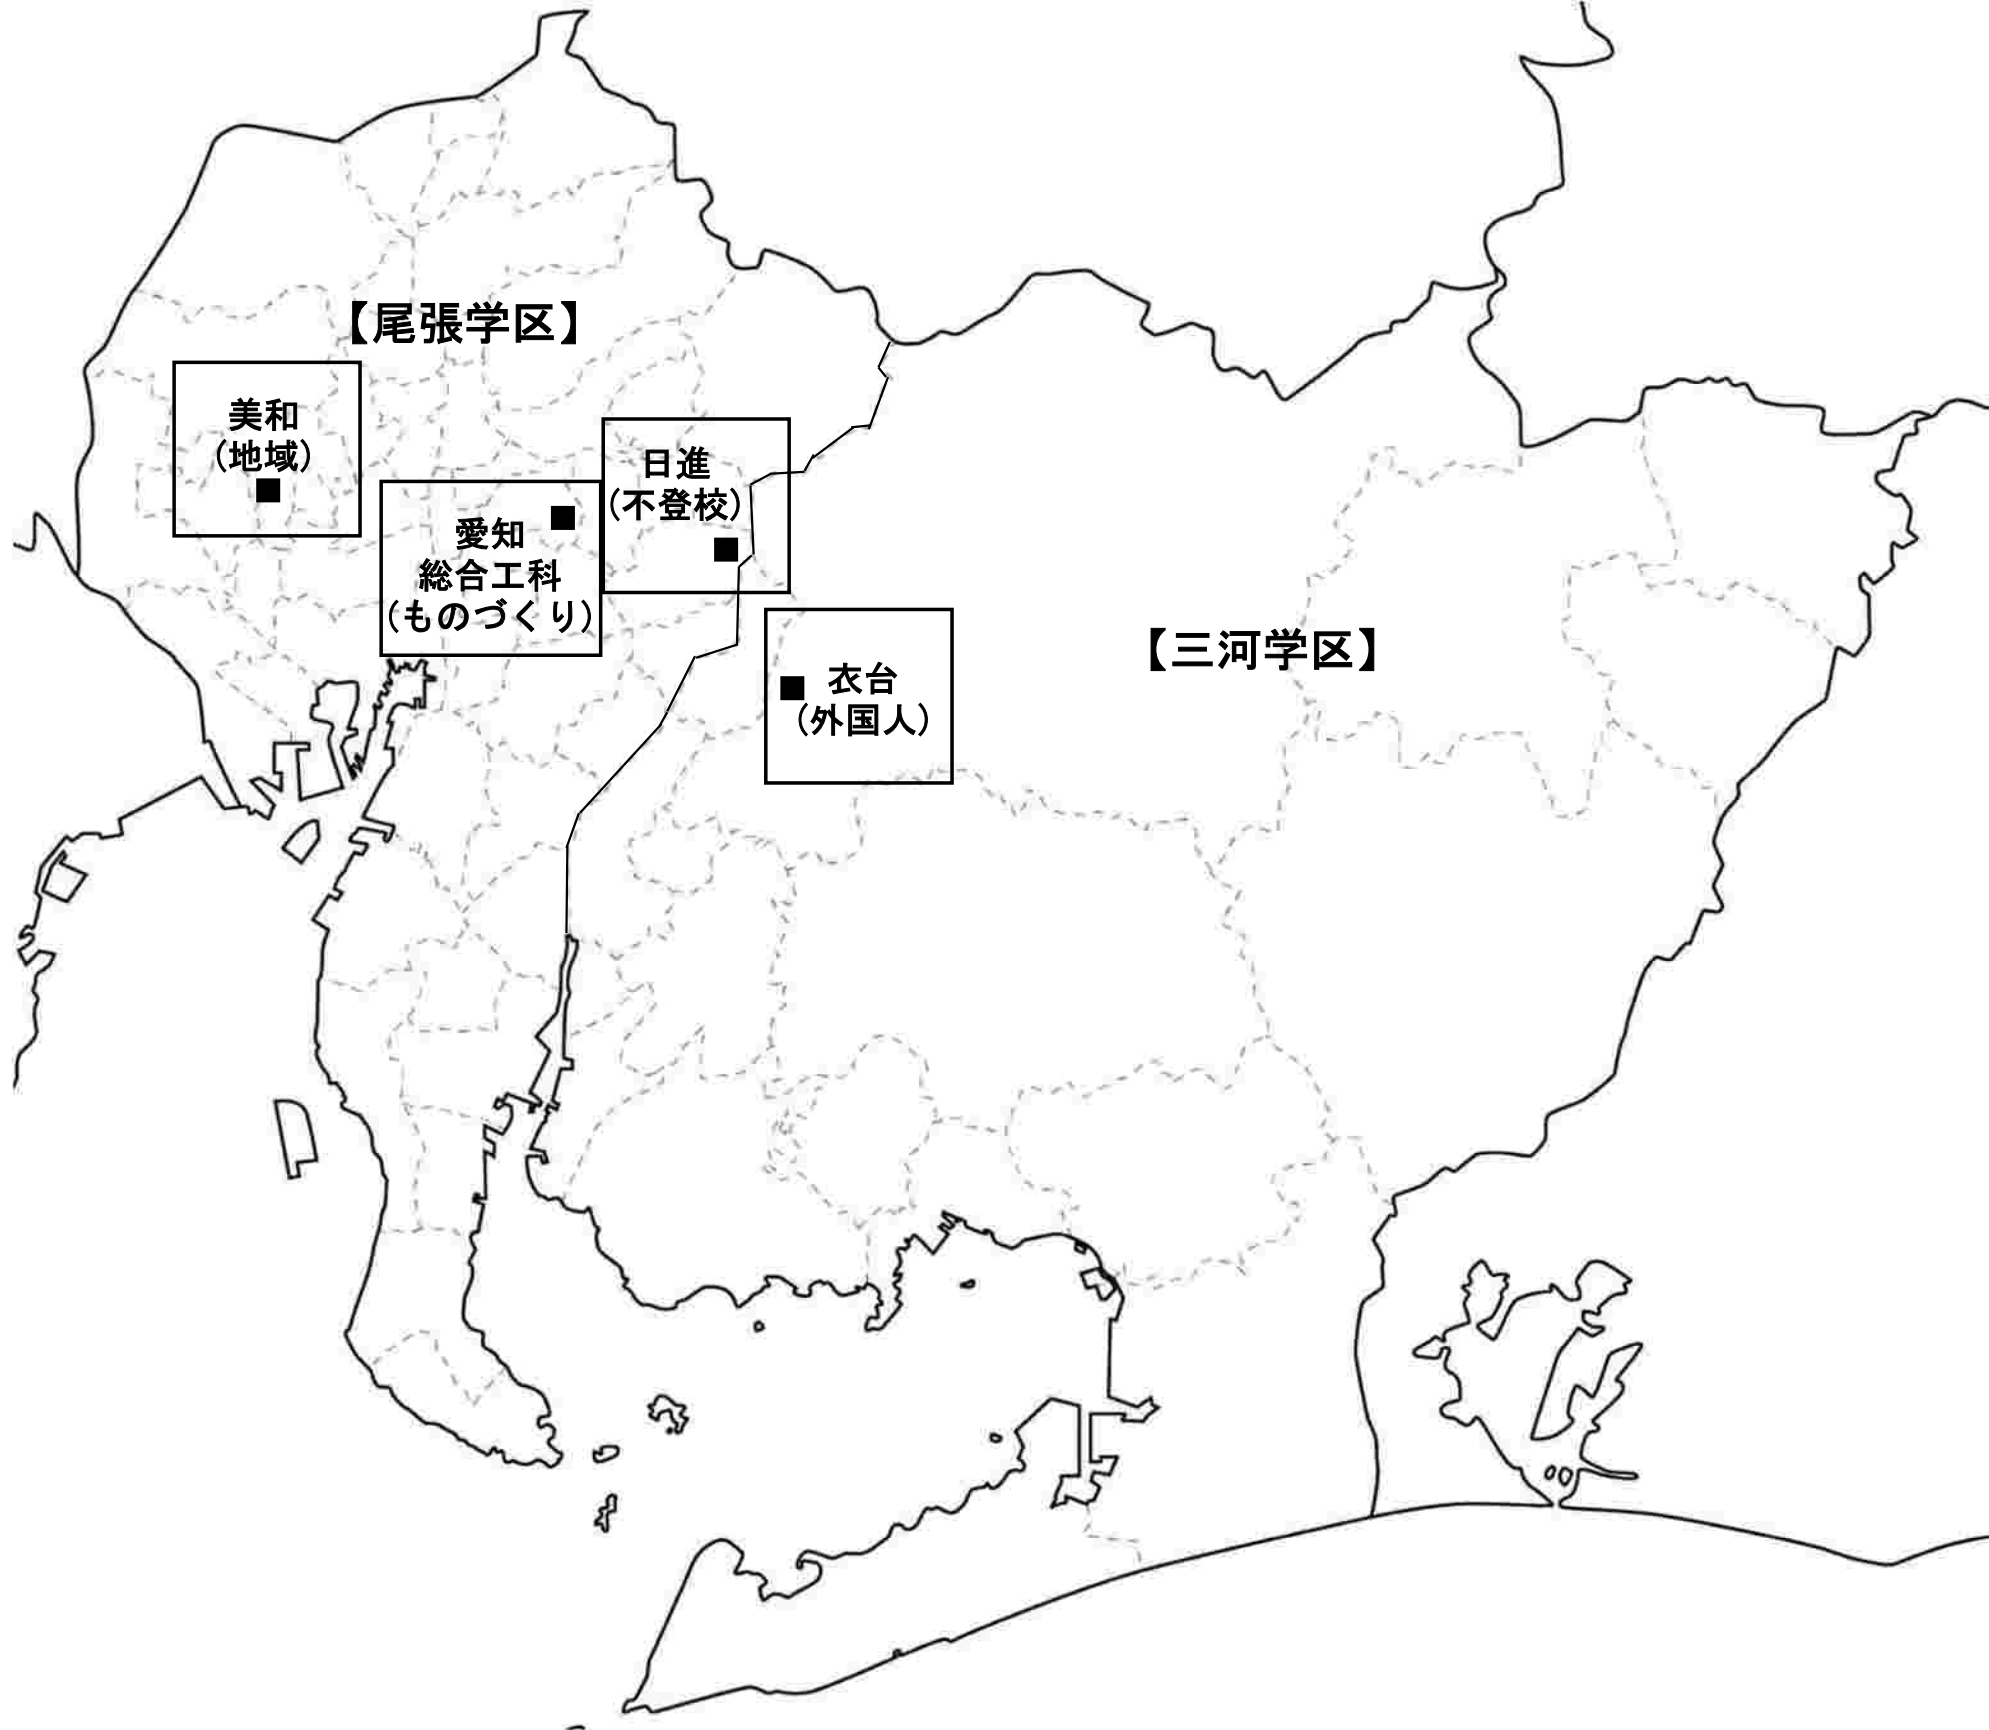 【尾張学区】
美和
(地域)
日進
(不登校)
愛知
総合工科
(ものづくり)
【三河学区】
衣台
(外国人)